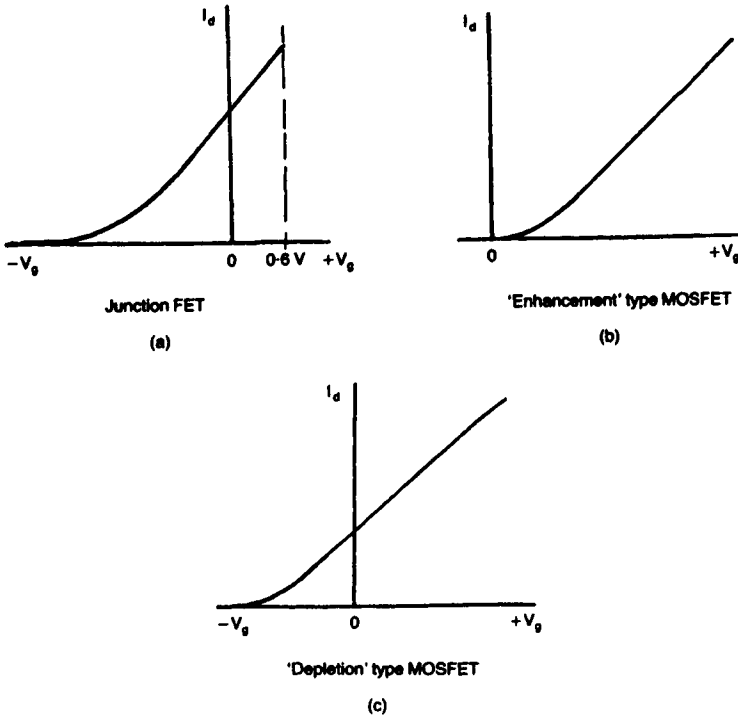 I_d
−V_g 0 0·6 V +V_g
Junction FET
(a)
I_d
0 +V_g
'Enhancement' type MOSFET
(b)
I_d
−V_g 0 +V_g
'Depletion' type MOSFET
(c)